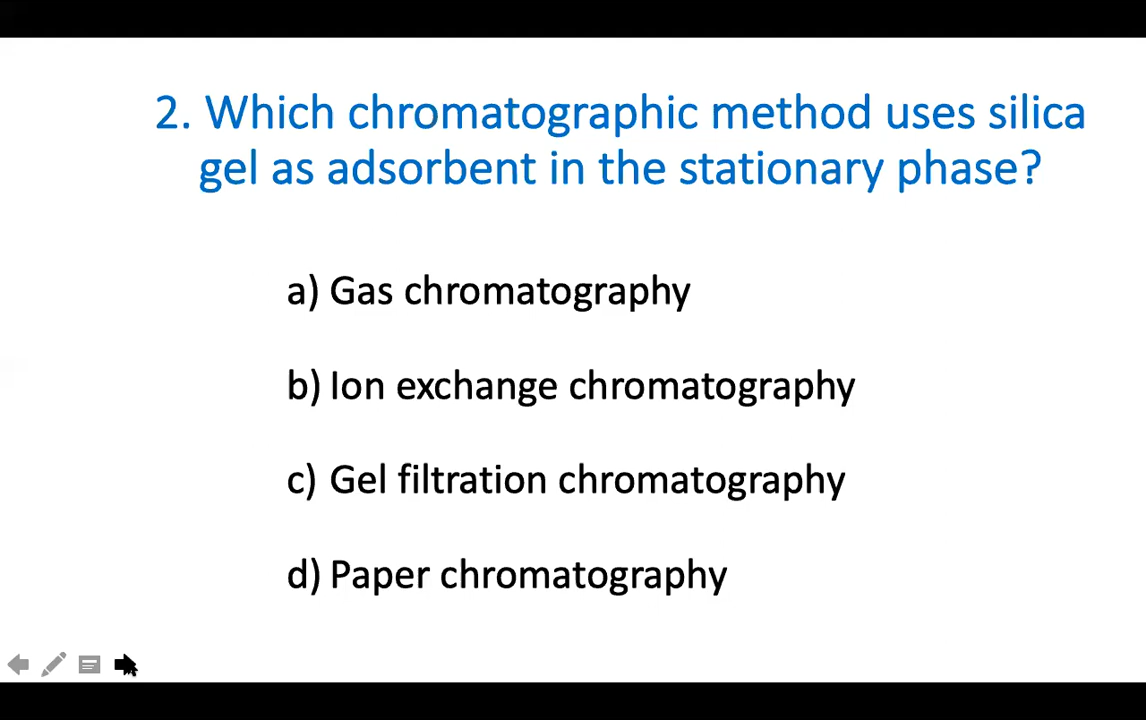 2. Which chromatographic method uses silica
gel as adsorbent in the stationary phase?
a) Gas chromatography
b) Ion exchange chromatography
c) Gel filtration chromatography
d) Paper chromatography